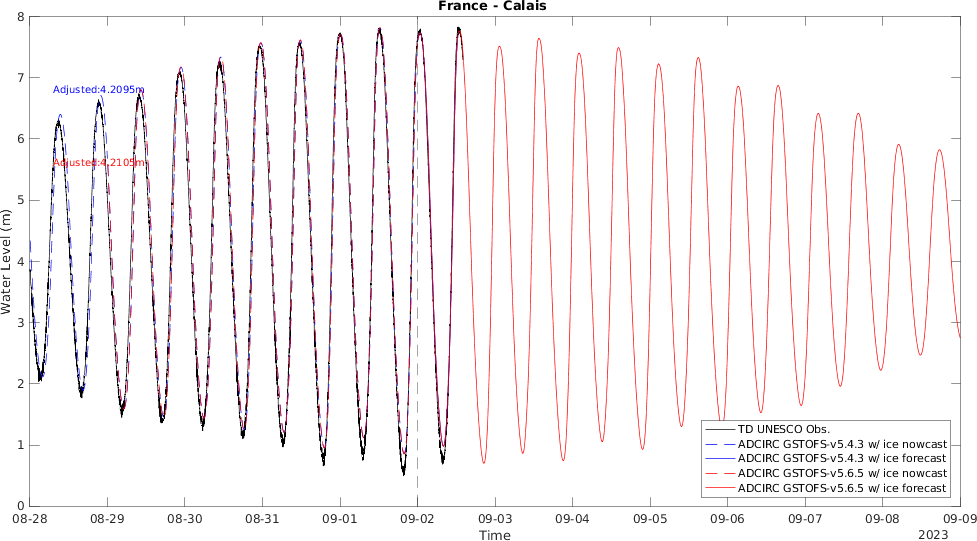 France - Calais
8
7
6
5
4
3
2
1
0
Water Level (m)
Adjusted:4.2095m
Adjusted:4.2105m
TD UNESCO Obs.
ADCIRC GSTOFS-v5.4.3 w/ ice nowcast
ADCIRC GSTOFS-v5.4.3 w/ ice forecast
ADCIRC GSTOFS-v5.6.5 w/ ice nowcast
ADCIRC GSTOFS-v5.6.5 w/ ice forecast
08-28 08-29 08-30 08-31 09-01 09-02 09-03 09-04 09-05 09-06 09-07 09-08 09-09
Time
2023